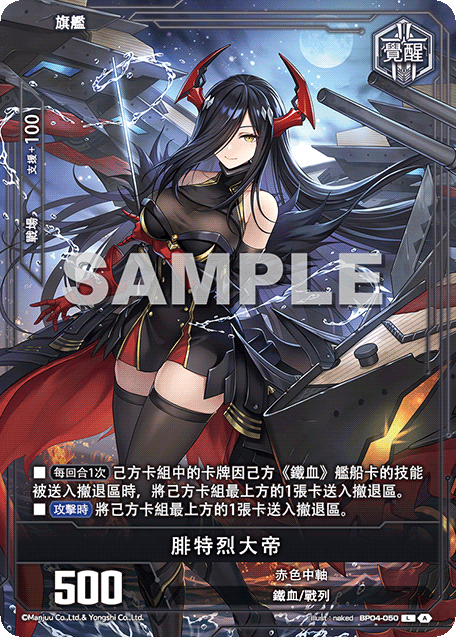 旗艦
覺醒
支援+100
戰場
SAMPLE
■ 每回合1次 己方卡組中的卡牌因己方《鐵血》艦船卡的技能
被送入撤退區時，將己方卡組最上方的1張卡送入撤退區。
■ 攻擊時 將己方卡組最上方的1張卡送入撤退區。
腓特烈大帝
500
赤色中軸
鐵血/戰列
©Manjuu Co.,Ltd.& Yongshi Co.,Ltd. illust：naked BP04-050 L A